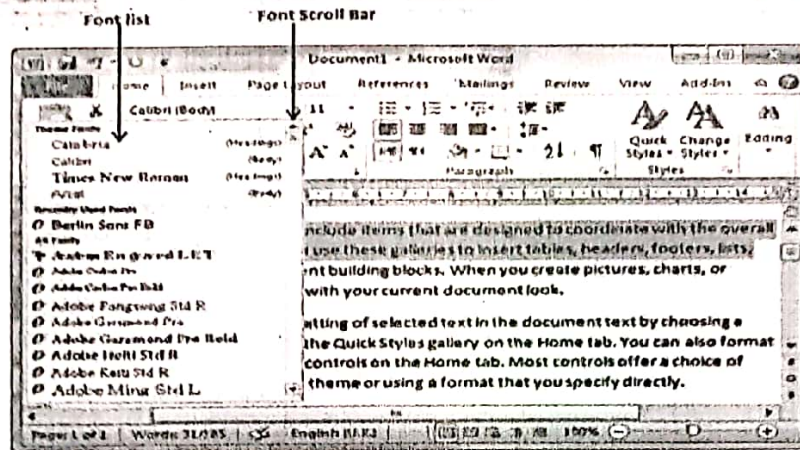 Font list
Font Scroll Bar
Document1 - Microsoft Word
Home Insert Page Layout References Mailings Review View Add-Ins
Calibri (Body) 11
Theme Fonts
Cambria (Headings)
Calibri (Body)
Times New Roman (Headings)
Arial (Body)
Recently Used Fonts
Berlin Sans FB
All Fonts
Adobe Caslon Pro
Adobe Caslon Pro Bold
Adobe Fangsong Std R
Adobe Garamond Pro
Adobe Garamond Pro Bold
Adobe Heiti Std R
Adobe Kaiti Std R
Adobe Ming Std L
Paragraph
Quick Styles
Change Styles
Styles
Editing
include items that are designed to coordinate with the overall
use these galleries to insert tables, headers, footers, lists,
nt building blocks. When you create pictures, charts, or
with your current document look.
atting of selected text in the document text by choosing a
the Quick Styles gallery on the Home tab. You can also format
controls on the Home tab. Most controls offer a choice of
theme or using a format that you specify directly.
Words: English 100%